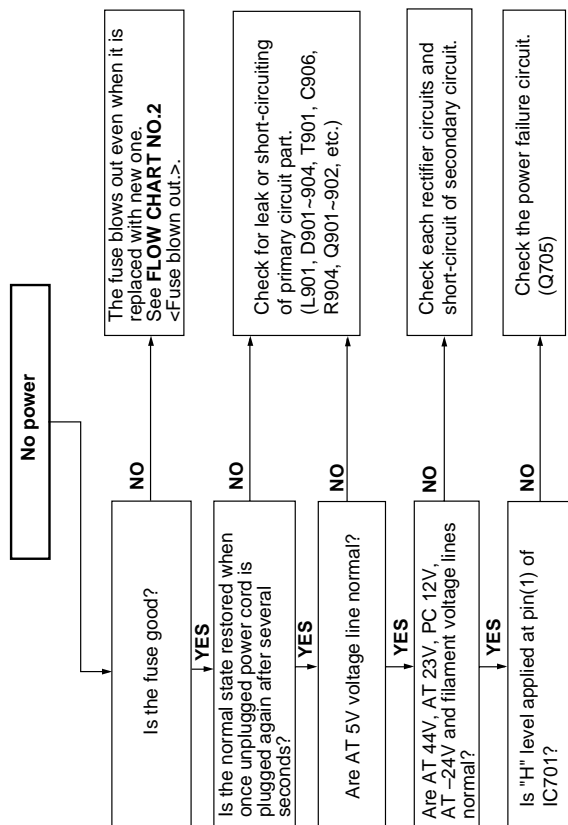 No power
Is the fuse good?
NO
The fuse blows out even when it is
replaced with new one.
See FLOW CHART NO.2
<Fuse blown out.>.
YES
Is the normal state restored when
once unplugged power cord is
plugged again after several
seconds?
NO
Check for leak or short-circuiting
of primary circuit part.
(L901, D901~904, T901, C906,
R904, Q901~902, etc.)
YES
Are AT 5V voltage line normal?
NO
YES
Are AT 44V, AT 23V, PC 12V,
AT –24V and filament voltage lines
normal?
NO
Check each rectifier circuits and
short-circuit of secondary circuit.
YES
Is "H" level applied at pin(1) of
IC701?
NO
Check the power failure circuit.
(Q705)